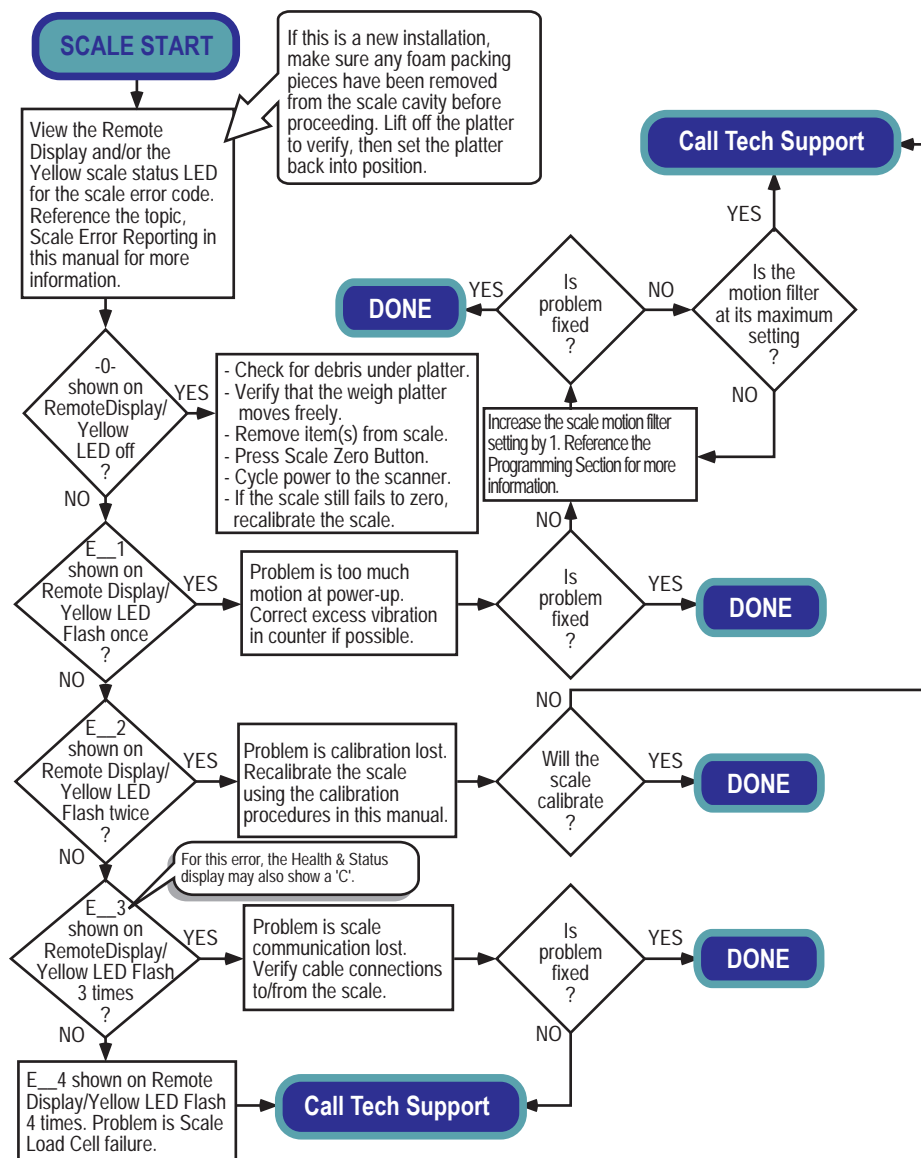 SCALE START
If this is a new installation,
make sure any foam packing
pieces have been removed
from the scale cavity before
proceeding. Lift off the platter
to verify, then set the platter
back into position.
View the Remote
Display and/or the
Yellow scale status LED
for the scale error code.
Reference the topic,
Scale Error Reporting in
this manual for more
information.
Call Tech Support
YES
Is the
motion filter
at its maximum
setting
?
NO
Is
problem
fixed
?
YES
NO
DONE
-0-
shown on
RemoteDisplay/
Yellow
LED off
?
YES
NO
- Check for debris under platter.
- Verify that the weigh platter
moves freely.
- Remove item(s) from scale.
- Press Scale Zero Button.
- Cycle power to the scanner.
- If the scale still fails to zero,
recalibrate the scale.
Increase the scale motion filter
setting by 1. Reference the
Programming Section for more
information.
NO
E__1
shown on
Remote Display/
Yellow LED
Flash once
?
YES
NO
Problem is too much
motion at power-up.
Correct excess vibration
in counter if possible.
Is
problem
fixed
?
YES
DONE
E__2
shown on
Remote Display/
Yellow LED
Flash twice
?
YES
NO
Problem is calibration lost.
Recalibrate the scale
using the calibration
procedures in this manual.
NO
Will the
scale
calibrate
?
YES
DONE
For this error, the Health & Status
display may also show a 'C'.
E__3
shown on
RemoteDisplay/
Yellow LED Flash
3 times
?
YES
NO
Problem is scale
communication lost.
Verify cable connections
to/from the scale.
Is
problem
fixed
?
YES
DONE
NO
E__4 shown on Remote
Display/Yellow LED Flash
4 times. Problem is Scale
Load Cell failure.
Call Tech Support